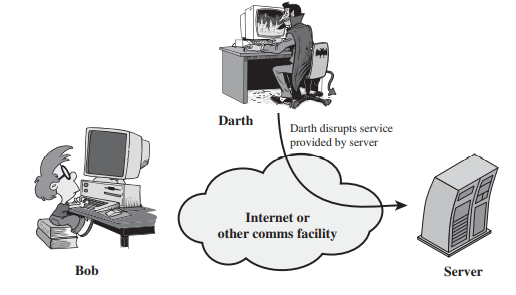 Darth
Darth disrupts service
provided by server
Internet or
other comms facility
Bob
Server